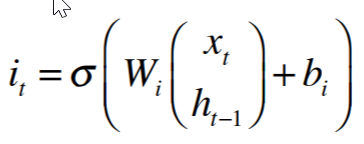 i_t = σ ( W_i ( x_t h_{t−1} ) + b_i )